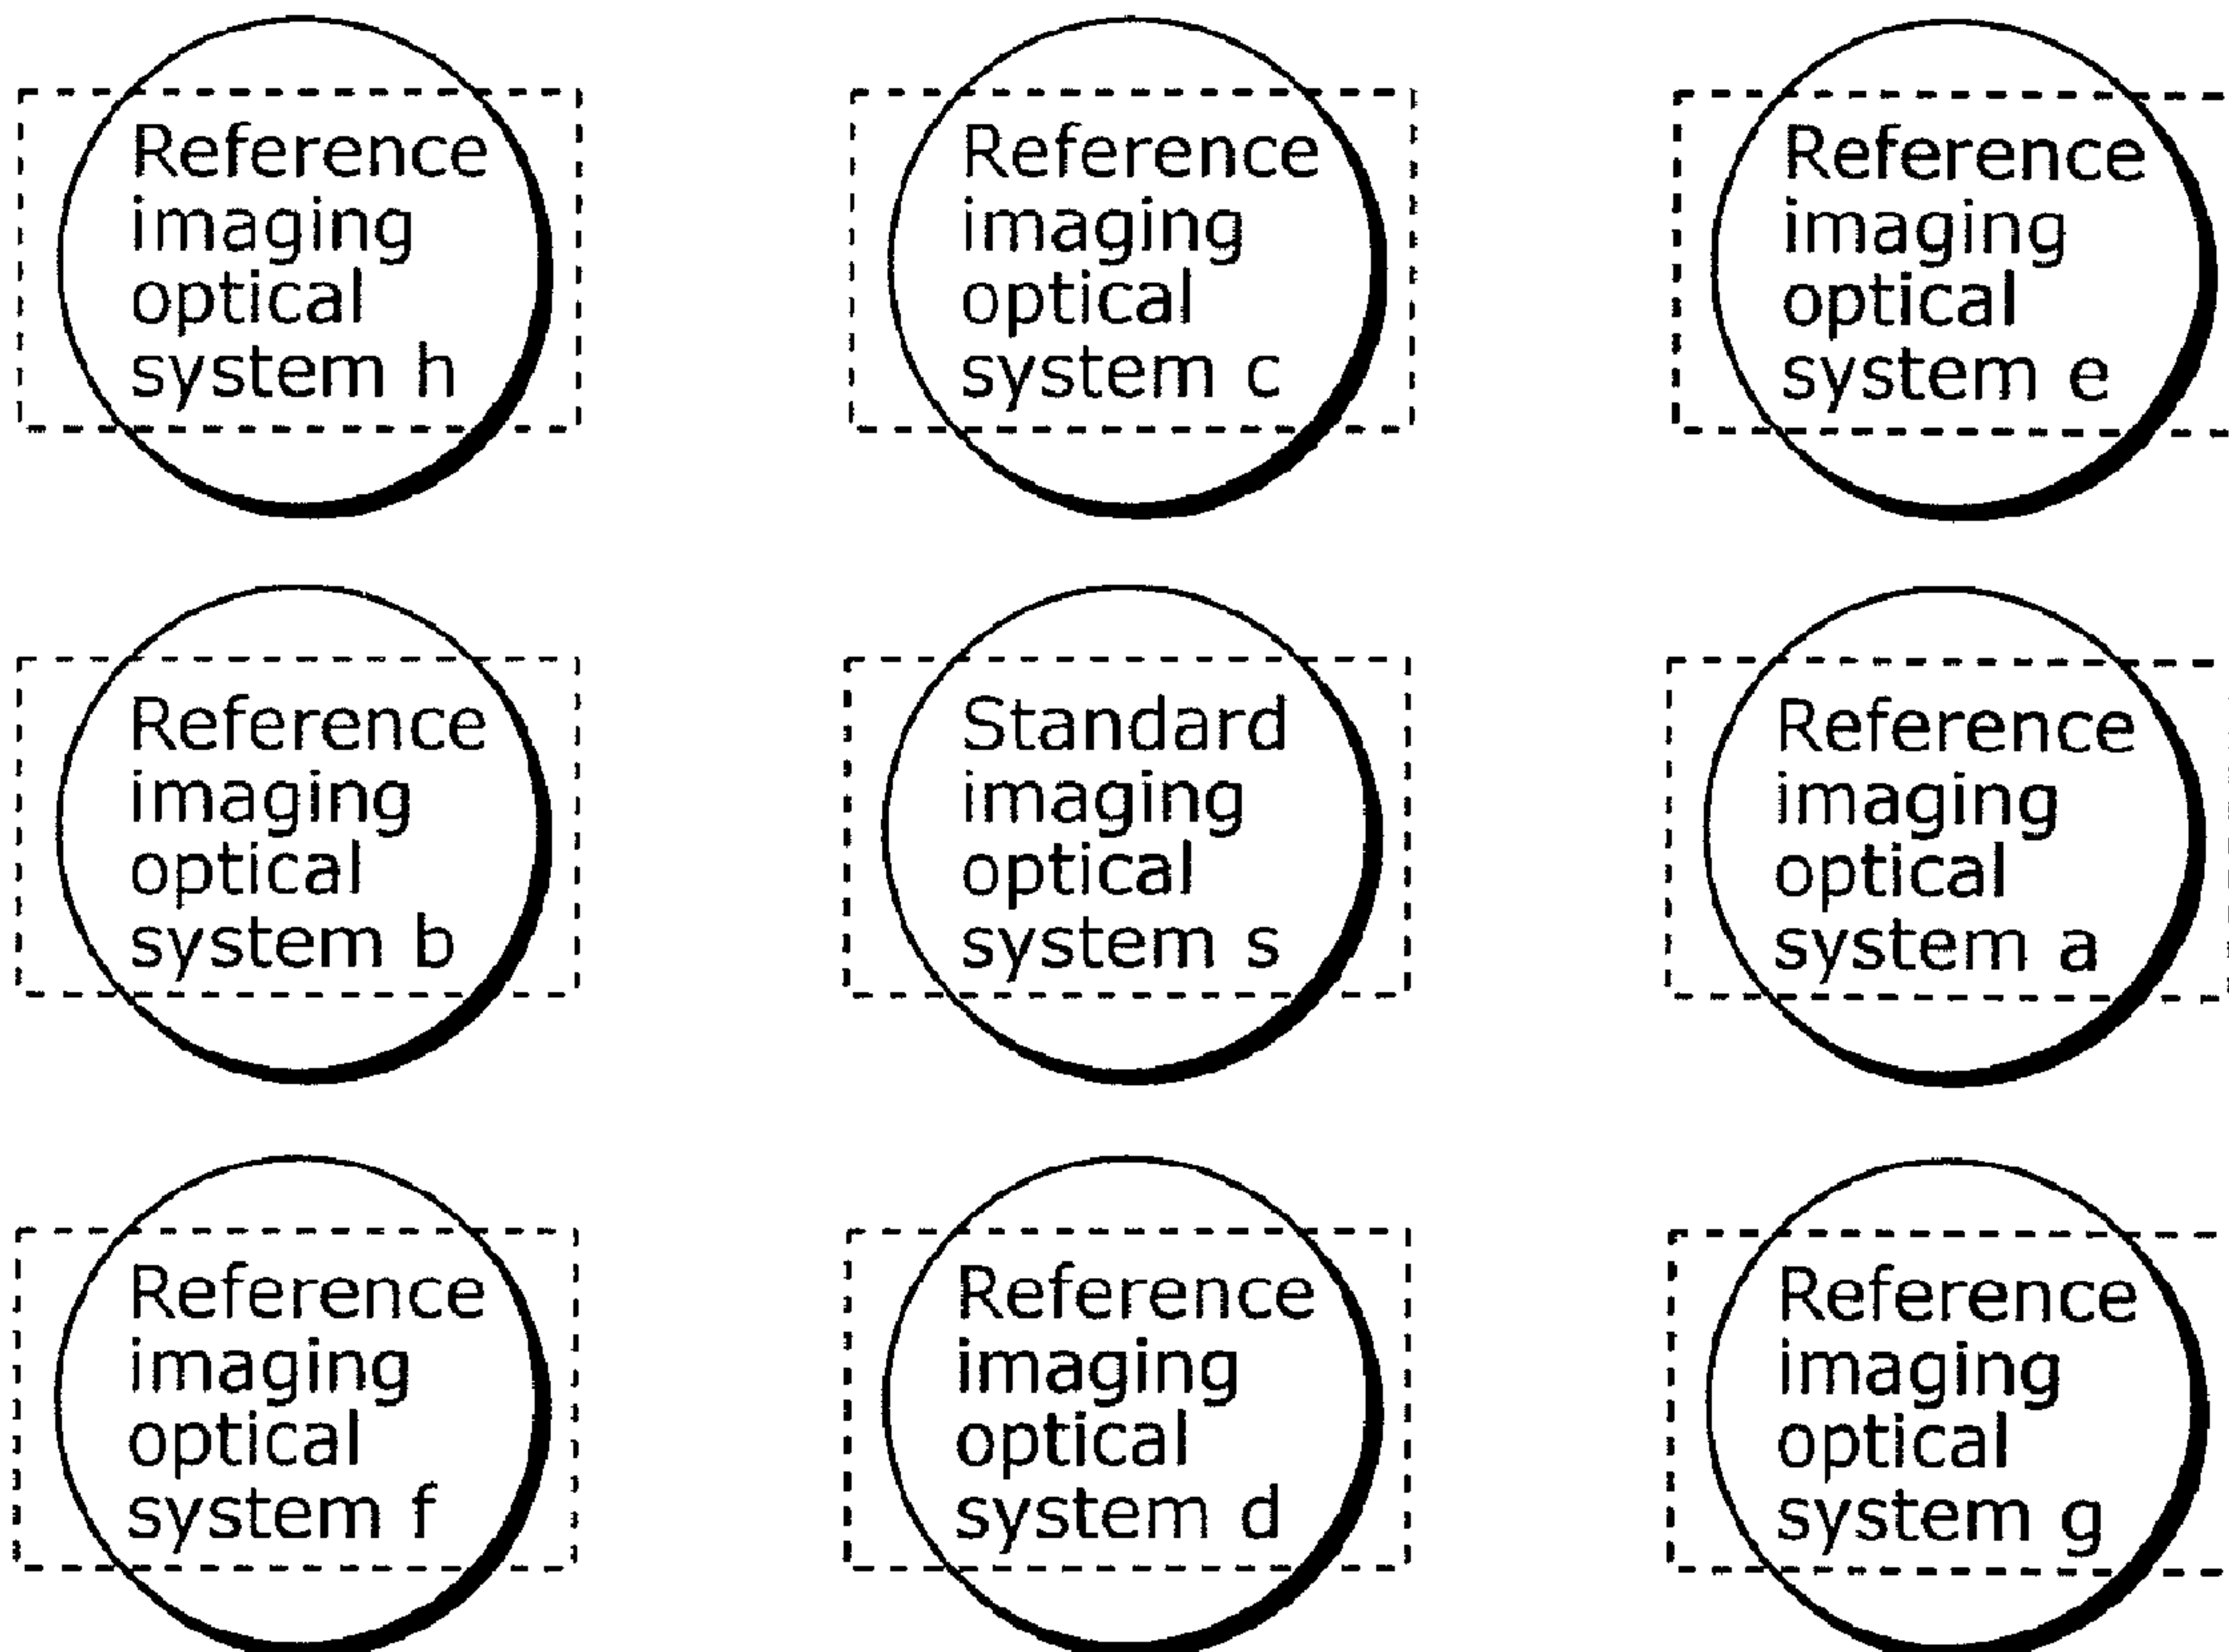 Reference
imaging
optical
system h
Reference
imaging
optical
system c
Reference
imaging
optical
system e
Reference
imaging
optical
system b
Standard
imaging
optical
system s
Reference
imaging
optical
system a
Reference
imaging
optical
system f
Reference
imaging
optical
system d
Reference
imaging
optical
system g